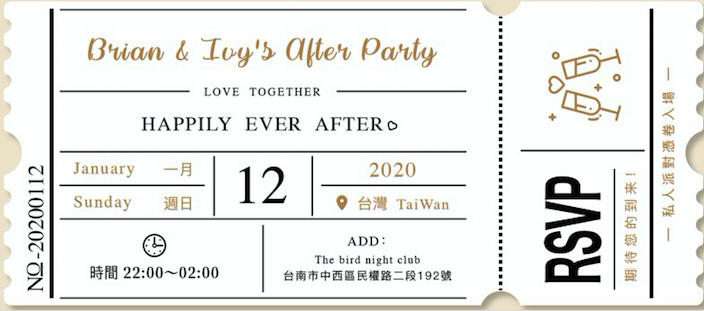 NO-20200112
Brian & Ivy's After Party
LOVE TOGETHER
HAPPILY EVER AFTER
January 一月
Sunday 週日
12
2020
台灣 TaiWan
時間 22:00~02:00
ADD:
The bird night club
台南市中西區民權路二段192號
RSVP
期待您的到來!
— 私人派對憑卷入場 —